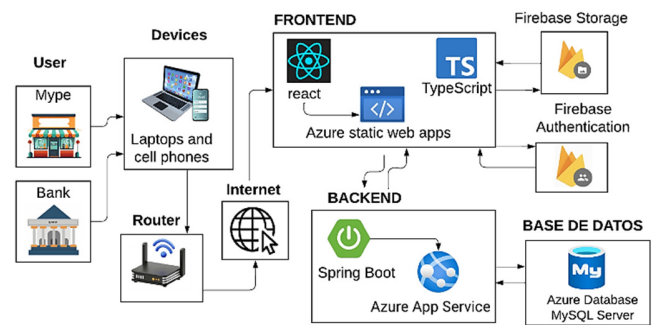 FRONTEND
Firebase Storage
Devices
User
Mype
react
TS
TypeScript
Azure static web apps
Laptops and
cell phones
Firebase
Authentication
Bank
Internet
BACKEND
Router
BASE DE DATOS
Spring Boot
Azure App Service
My
Azure Database
MySQL Server